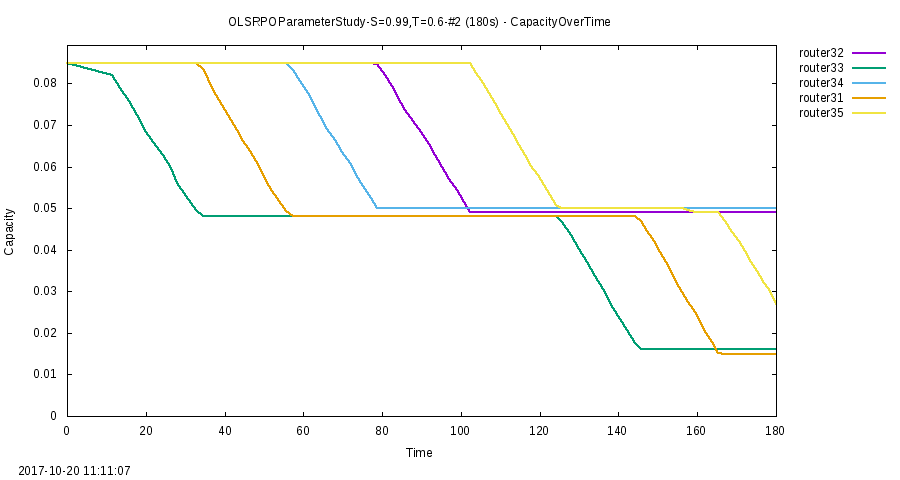 OLSRPOParameterStudy-S=0.99,T=0.6-#2 (180s) - CapacityOverTime
router32
router33
router34
router31
router35
0.08
0.07
0.06
0.05
0.04
0.03
0.02
0.01
0
Capacity
0 20 40 60 80 100 120 140 160 180
Time
2017-10-20 11:11:07